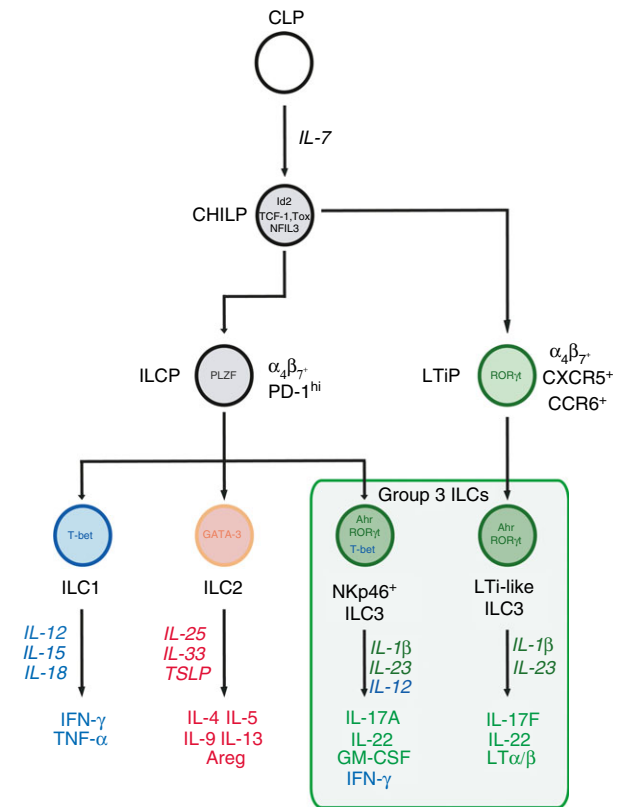 CLP
IL-7
CHILP
Id2
TCF-1,Tox
NFIL3
ILCP
PLZF
α₄β₇⁺
PD-1ʰⁱ
LTiP
RORγt
α₄β₇⁺
CXCR5⁺
CCR6⁺
Group 3 ILCs
T-bet
GATA-3
Ahr
RORγt
T-bet
Ahr
RORγt
ILC1
ILC2
NKp46⁺
ILC3
LTi-like
ILC3
IL-12
IL-15
IL-18
IL-25
IL-33
TSLP
IL-1β
IL-23
IL-12
IL-1β
IL-23
IFN-γ
TNF-α
IL-4 IL-5
IL-9 IL-13
Areg
IL-17A
IL-22
GM-CSF
IFN-γ
IL-17F
IL-22
LTα/β